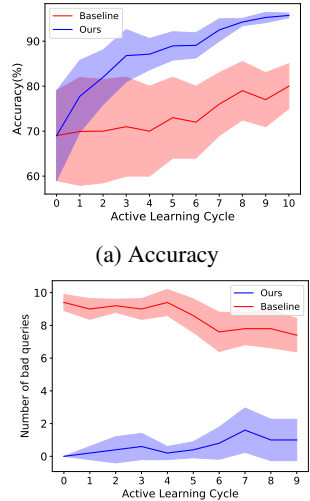 Baseline
Ours
Accuracy(%)
90
80
70
60
0 1 2 3 4 5 6 7 8 9 10
Active Learning Cycle
(a) Accuracy
Ours
Baseline
Number of bad queries
10
8
6
4
2
0
0 1 2 3 4 5 6 7 8 9
Active Learning Cycle